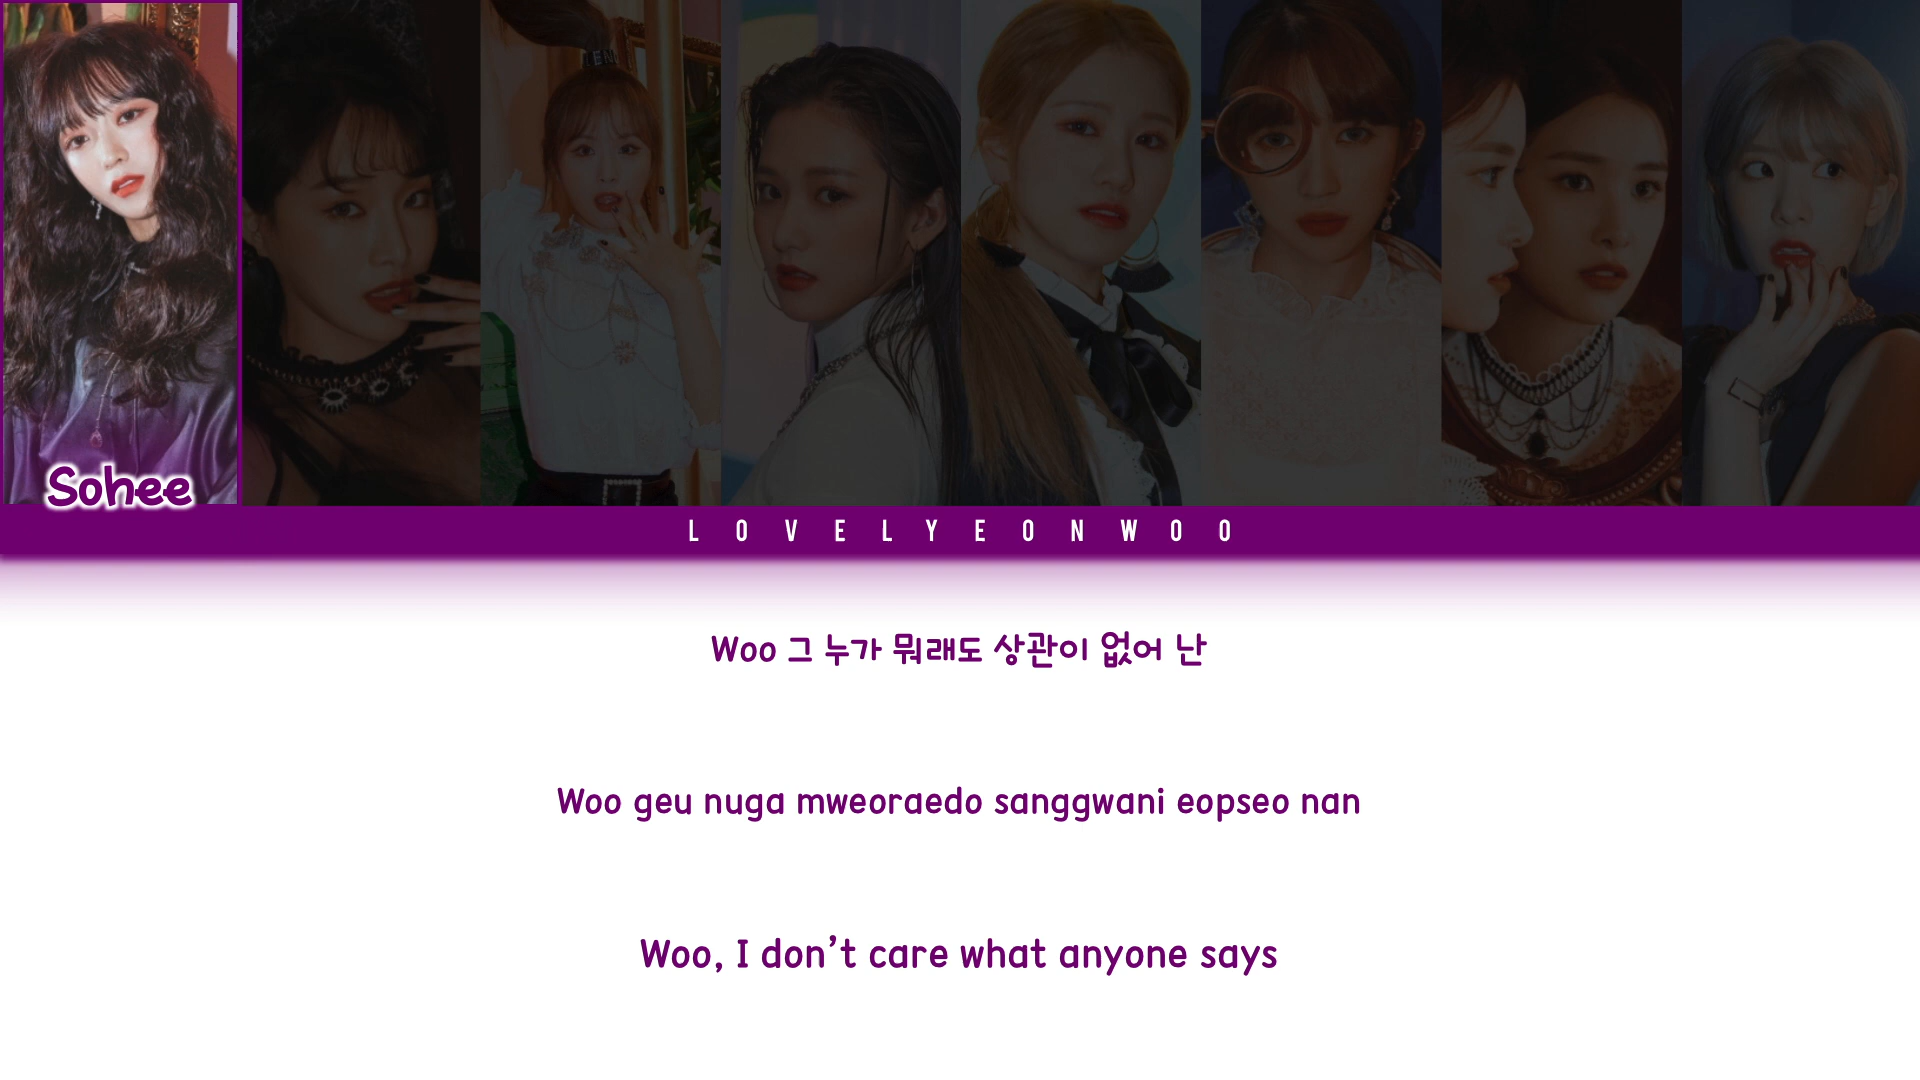 Sohee
LOVELYEONWOO
Woo 그 누가 뭐래도 상관이 없어 난
Woo geu nuga mweoraedo sanggwani eopseo nan
Woo, I don’t care what anyone says